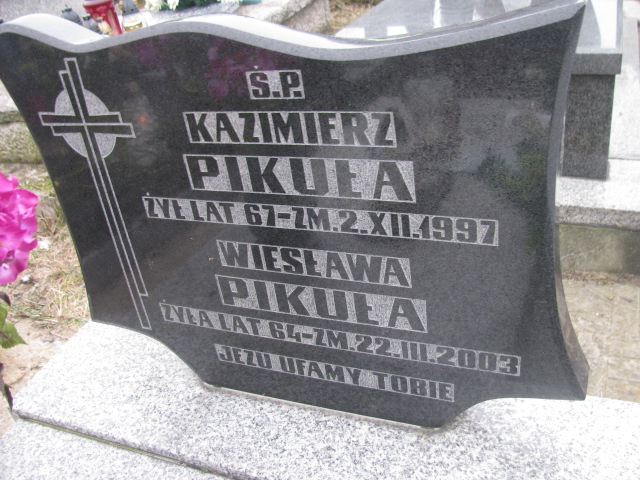 Ś.P.
KAZIMIERZ
PIKUŁA
ŻYŁ LAT 67-ZM.2.XII.1997
WIESŁAWA
PIKUŁA
ŻYŁA LAT 64-ZM.22.III.2003
JEZU UFAMY TOBIE